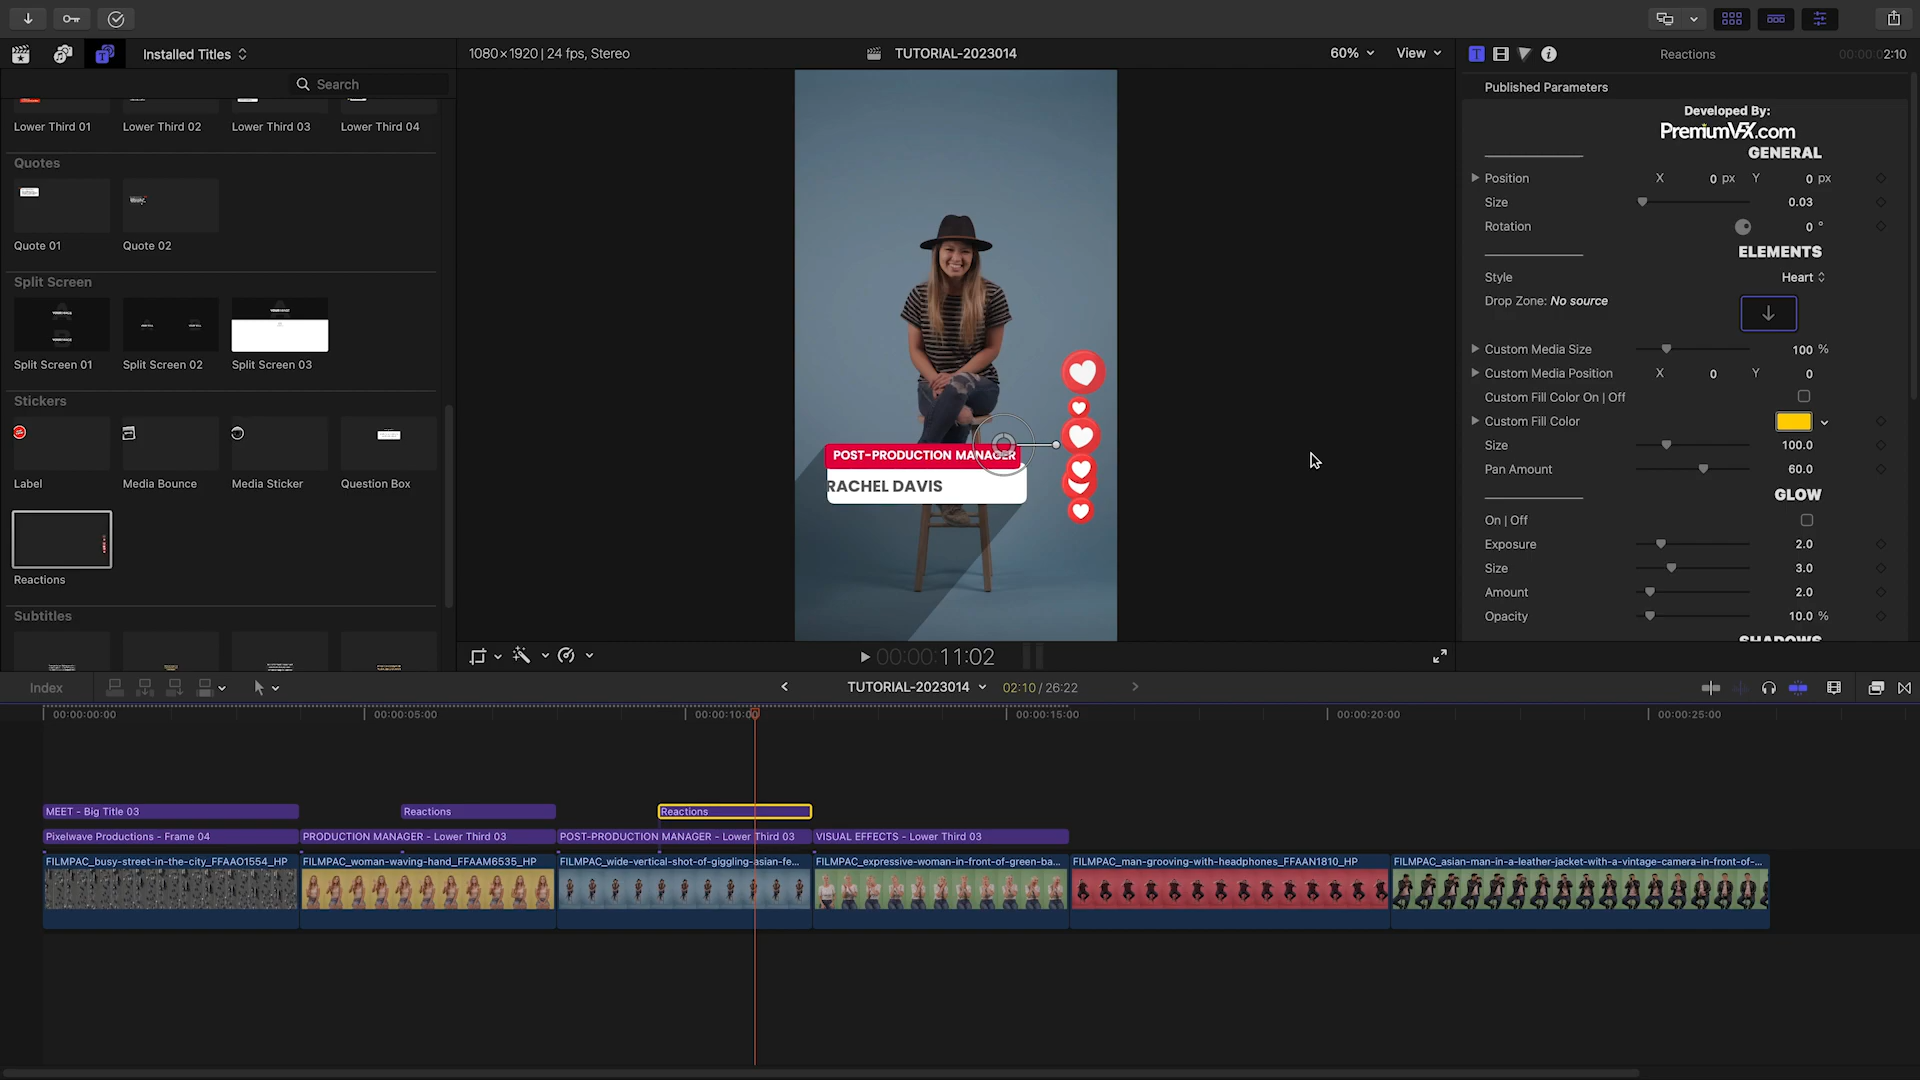 Installed Titles
1080×1920 | 24 fps, Stereo
TUTORIAL-2023014
60%
View
Reactions
00:00:02:10
Search
Lower Third 01
Lower Third 02
Lower Third 03
Lower Third 04
Quotes
Quote 01
Quote 02
Split Screen
Split Screen 01
Split Screen 02
Split Screen 03
Stickers
Label
Media Bounce
Media Sticker
Question Box
Reactions
Subtitles
POST-PRODUCTION MANAGER
RACHEL DAVIS
Published Parameters
Developed By:
PremiumVFX.com
GENERAL
Position X 0 px Y 0 px
Size 0.03
Rotation 0 °
ELEMENTS
Style Heart
Drop Zone: No source
Custom Media Size 100 %
Custom Media Position X 0 Y 0
Custom Fill Color On | Off
Custom Fill Color
Size 100.0
Pan Amount 60.0
GLOW
On | Off
Exposure 2.0
Size 3.0
Amount 2.0
Opacity 10.0 %
SHADOWS
00:00:11:02
Index
TUTORIAL-2023014
02:10 / 26:22
00:00:00:00
00:00:05:00
00:00:10:00
00:00:15:00
00:00:20:00
00:00:25:00
MEET - Big Title 03
Reactions
Reactions
Pixelwave Productions - Frame 04
PRODUCTION MANAGER - Lower Third 03
POST-PRODUCTION MANAGER - Lower Third 03
VISUAL EFFECTS - Lower Third 03
FILMPAC_busy-street-in-the-city_FFAAO1554_HP
FILMPAC_woman-waving-hand_FFAAM6535_HP
FILMPAC_wide-vertical-shot-of-giggling-asian-fe...
FILMPAC_expressive-woman-in-front-of-green-ba...
FILMPAC_man-grooving-with-headphones_FFAAN1810_HP
FILMPAC_asian-man-in-a-leather-jacket-with-a-vintage-camera-in-front-of-...